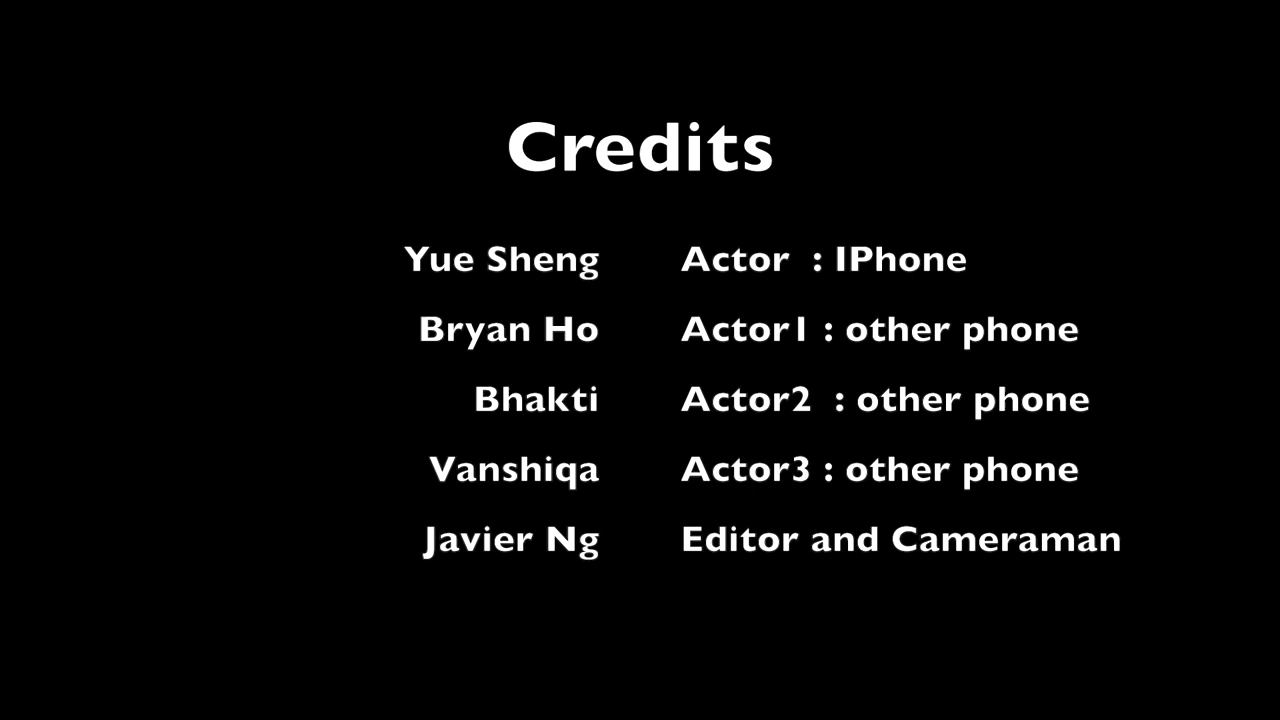 Credits
Yue Sheng Actor : IPhone
Bryan Ho Actor1 : other phone
Bhakti Actor2 : other phone
Vanshiqa Actor3 : other phone
Javier Ng Editor and Cameraman